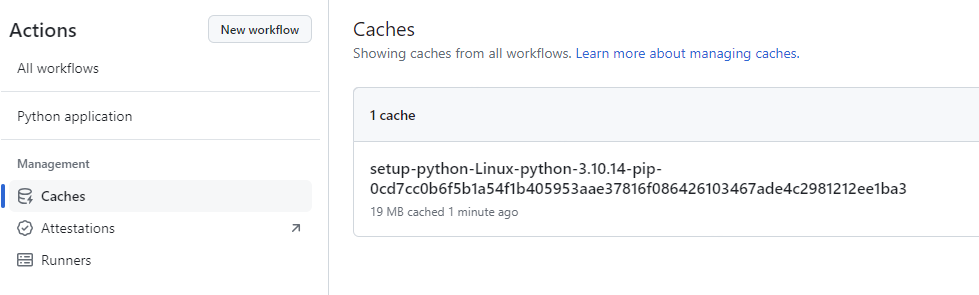 Actions
New workflow
All workflows
Python application
Management
Caches
Attestations
Runners
Caches
Showing caches from all workflows. Learn more about managing caches.
1 cache
setup-python-Linux-python-3.10.14-pip-
0cd7cc0b6f5b1a54f1b405953aae37816f086426103467ade4c2981212ee1ba3
19 MB cached 1 minute ago